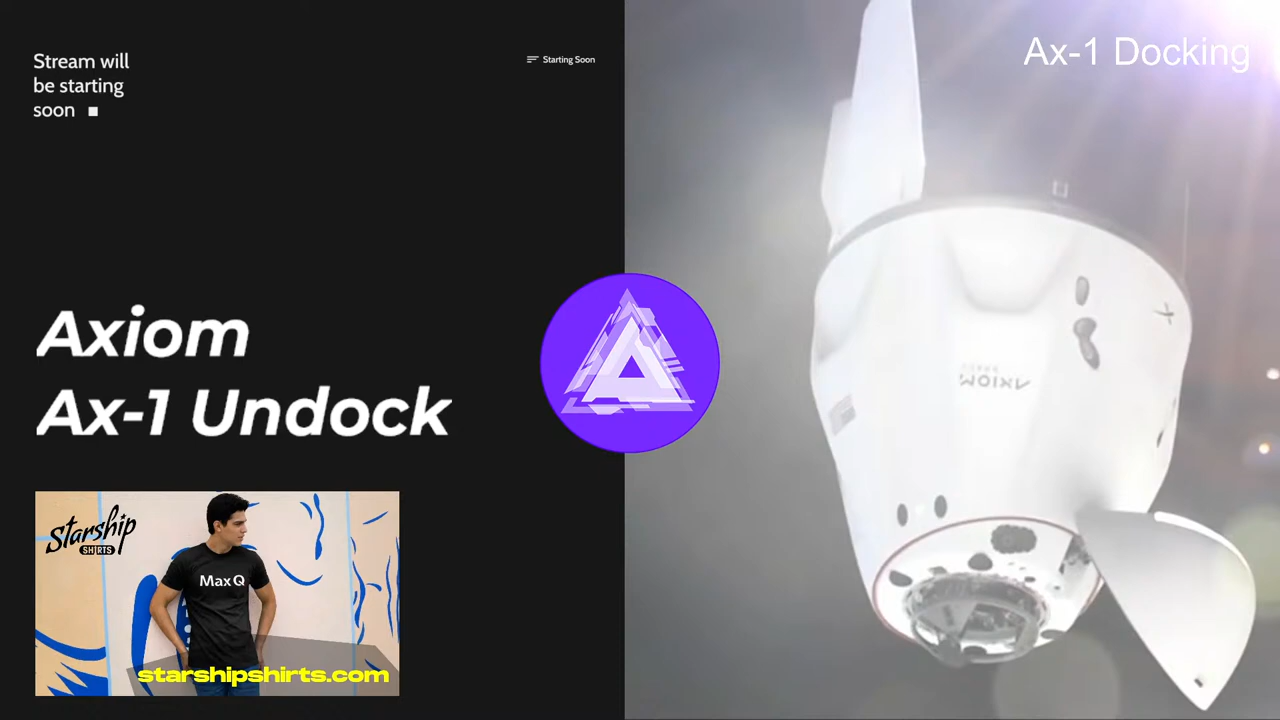 Stream will
be starting
soon
Starting Soon
Ax-1 Docking
Axiom
Ax-1 Undock
AXIOM
SPACE
Starship
SHIRTS
Max Q
starshipshirts.com